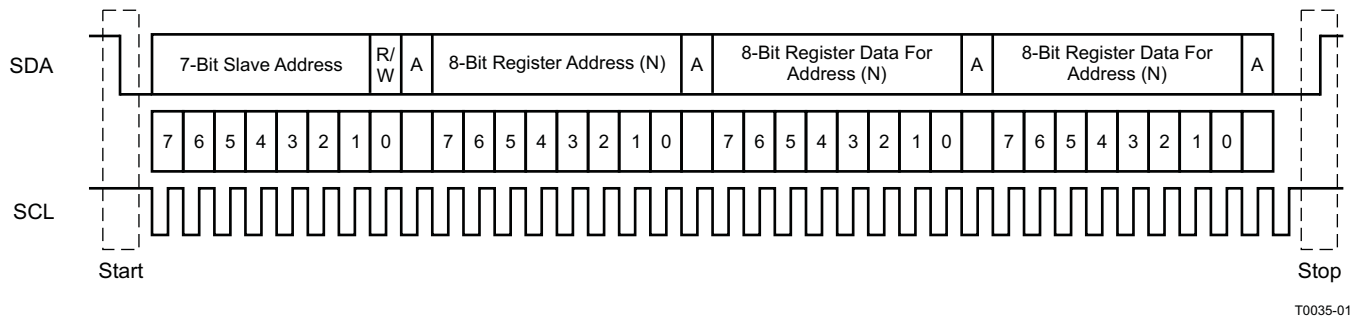 SDA
7-Bit Slave Address
R/
W
A
8-Bit Register Address (N)
A
8-Bit Register Data For
Address (N)
A
8-Bit Register Data For
Address (N)
A
7 6 5 4 3 2 1 0 7 6 5 4 3 2 1 0 7 6 5 4 3 2 1 0 7 6 5 4 3 2 1 0
SCL
Start
Stop
T0035-01